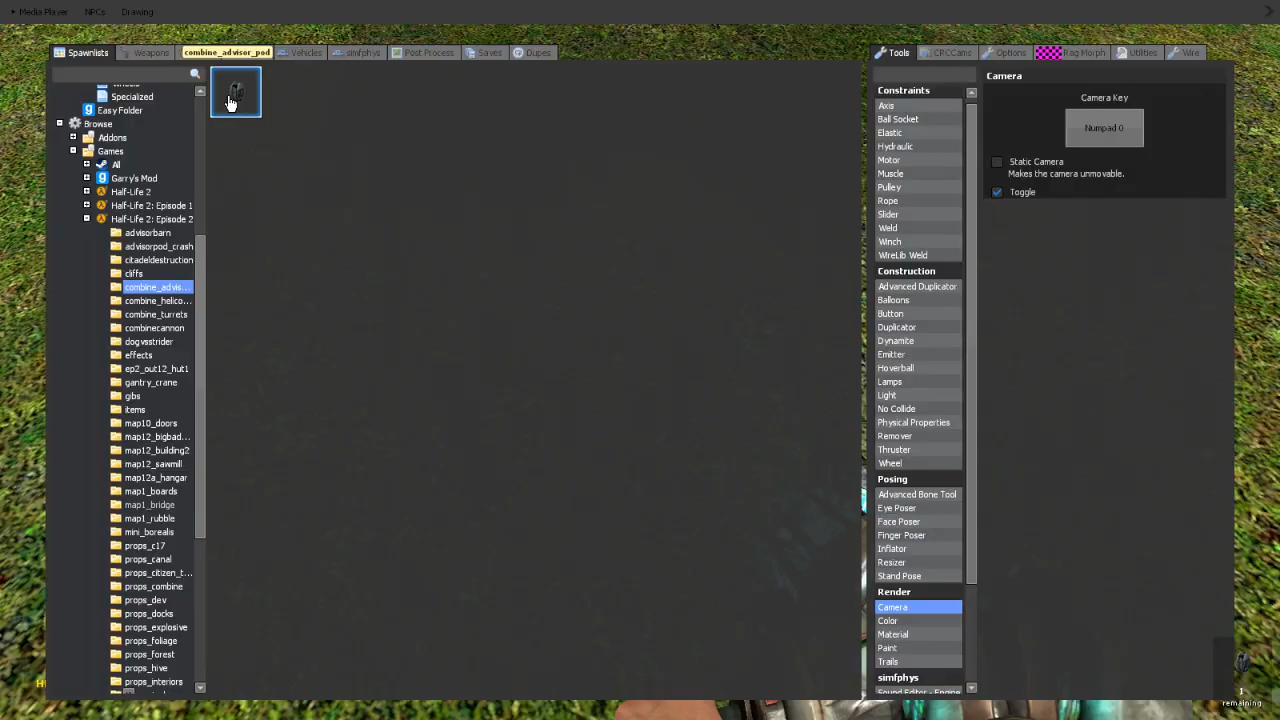 Media Player NPCs Drawing
Spawnlists Weapons combine_advisor_pod Vehicles simfphys Post Process Saves Dupes
Specialized
Easy Folder
Browse
Addons
Games
All
Garry's Mod
Half-Life 2
Half-Life 2: Episode 1
Half-Life 2: Episode 2
advisorbarn
advisorpod_crash
citadeldestruction
cliffs
combine_advis...
combine_helico...
combine_turrets
combinecannon
dogvsstrider
effects
ep2_out12_hut1
gantry_crane
gibs
items
map10_doors
map12_bigbad...
map12_building2
map12_sawmill
map12a_hangar
map1_boards
map1_bridge
map1_rubble
mini_borealis
props_c17
props_canal
props_citizen_t...
props_combine
props_dev
props_docks
props_explosive
props_foliage
props_forest
props_hive
props_interiors
Tools CRCCams Options Rag Morph Utilities Wire
Constraints
Axis
Ball Socket
Elastic
Hydraulic
Motor
Muscle
Pulley
Rope
Slider
Weld
Winch
WireLib Weld
Construction
Advanced Duplicator
Balloons
Button
Duplicator
Dynamite
Emitter
Hoverball
Lamps
Light
No Collide
Physical Properties
Remover
Thruster
Wheel
Posing
Advanced Bone Tool
Eye Poser
Face Poser
Finger Poser
Inflator
Resizer
Stand Pose
Render
Camera
Color
Material
Paint
Trails
simfphys
Sound Editor - Engine
Camera
Camera Key
Numpad 0
Static Camera
Makes the camera unmovable.
Toggle
1
remaining